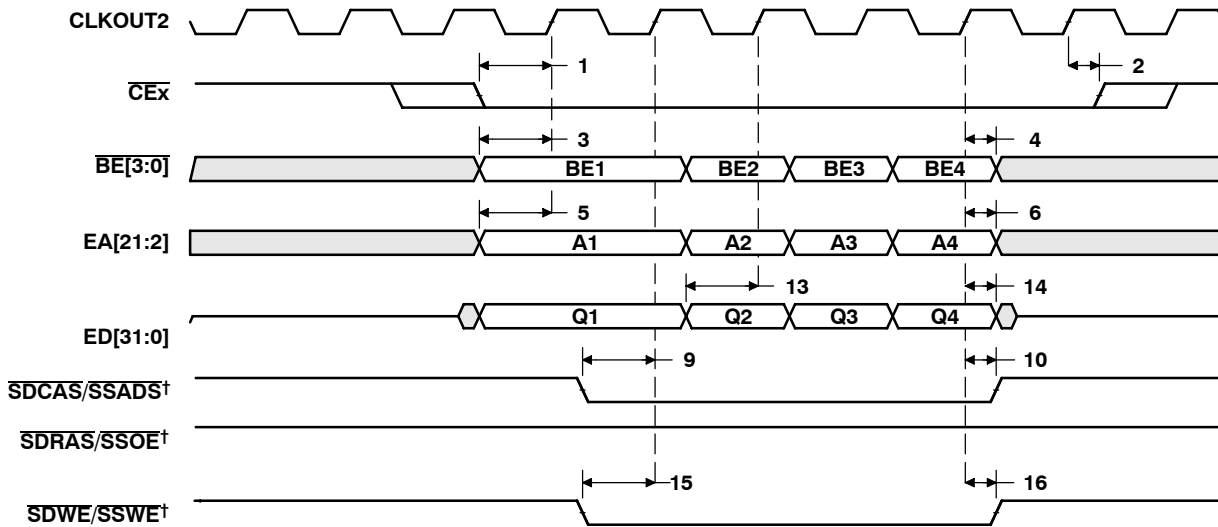 CLKOUT2
1 2
CEx
3 4
BE[3:0] BE1 BE2 BE3 BE4
5 6
EA[21:2] A1 A2 A3 A4
13 14
ED[31:0] Q1 Q2 Q3 Q4
9 10
SDCAS/SSADS†
SDRAS/SSOE†
15 16
SDWE/SSWE†